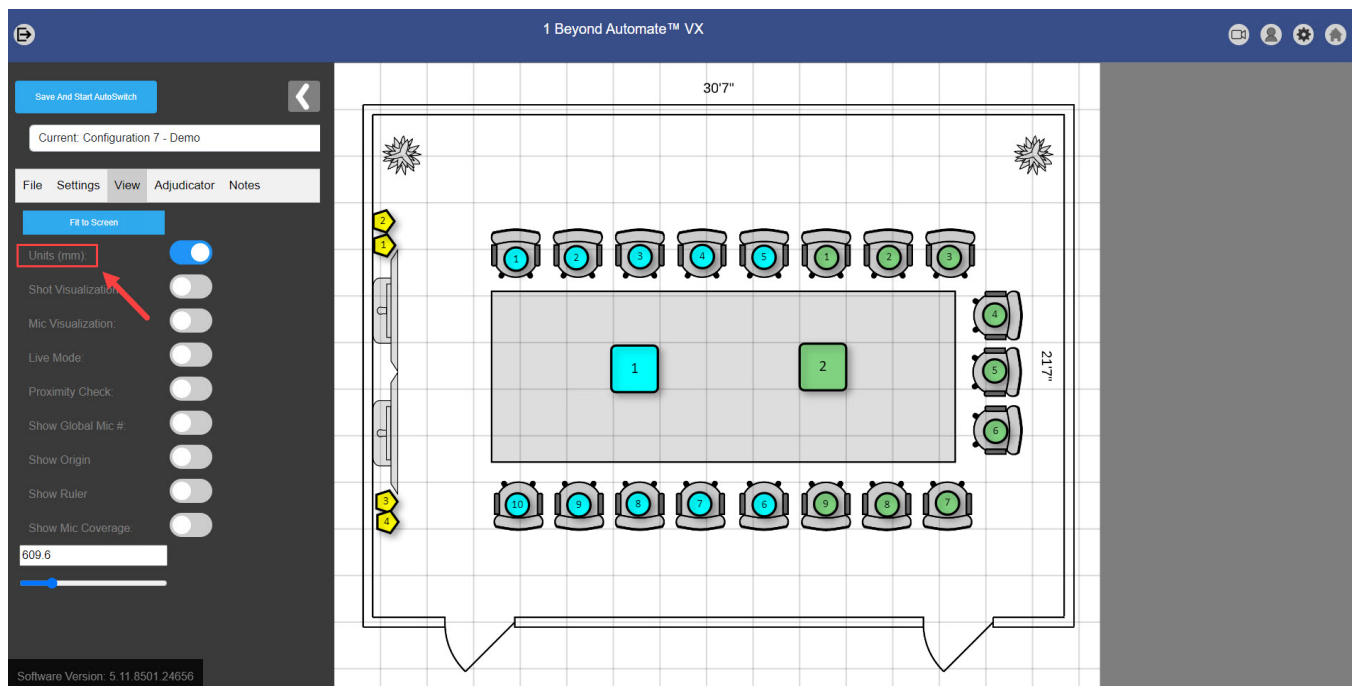 1 Beyond Automate™ VX
Save And Start AutoSwitch
Current: Configuration 7 - Demo
File Settings View Adjudicator Notes
Fit to Screen
Units (mm):
Shot Visualization:
Mic Visualization:
Live Mode:
Proximity Check:
Show Global Mic #:
Show Origin
Show Ruler
Show Mic Coverage:
609.6
Software Version: 5.11.8501.24656
30'7"
2
1
1 2 3 4 5 1 2 3
4
1 2
21'7"
5
6
3
4
10 9 8 7 6 9 8 7